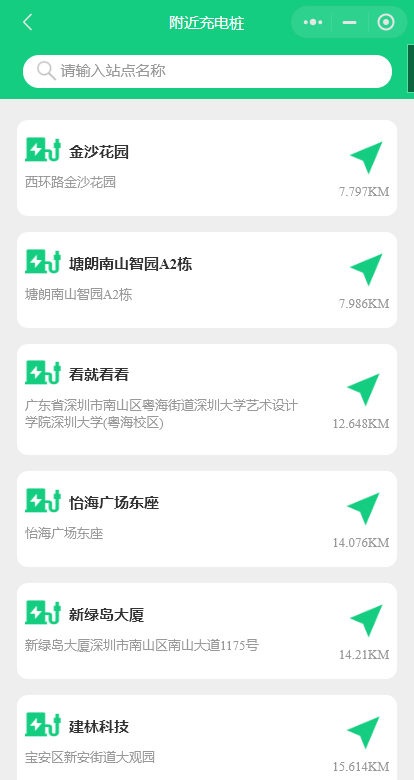 附近充电桩
请输入站点名称
金沙花园
西环路金沙花园
7.797KM
塘朗南山智园A2栋
塘朗南山智园A2栋
7.986KM
看就看看
广东省深圳市南山区粤海街道深圳大学艺术设计
学院深圳大学(粤海校区)
12.648KM
怡海广场东座
怡海广场东座
14.076KM
新绿岛大厦
新绿岛大厦深圳市南山区南山大道1175号
14.21KM
建林科技
宝安区新安街道大观园
15.614KM